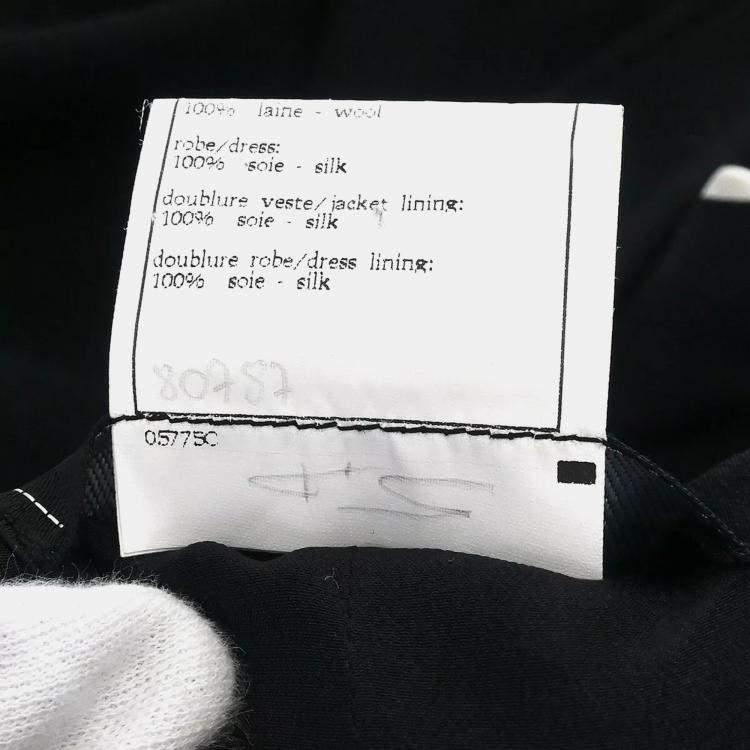 100% laine - wool
robe/dress:
100% soie - silk
doublure veste/jacket lining:
100% soie - silk
doublure robe/dress lining:
100% soie - silk
80787
05775C